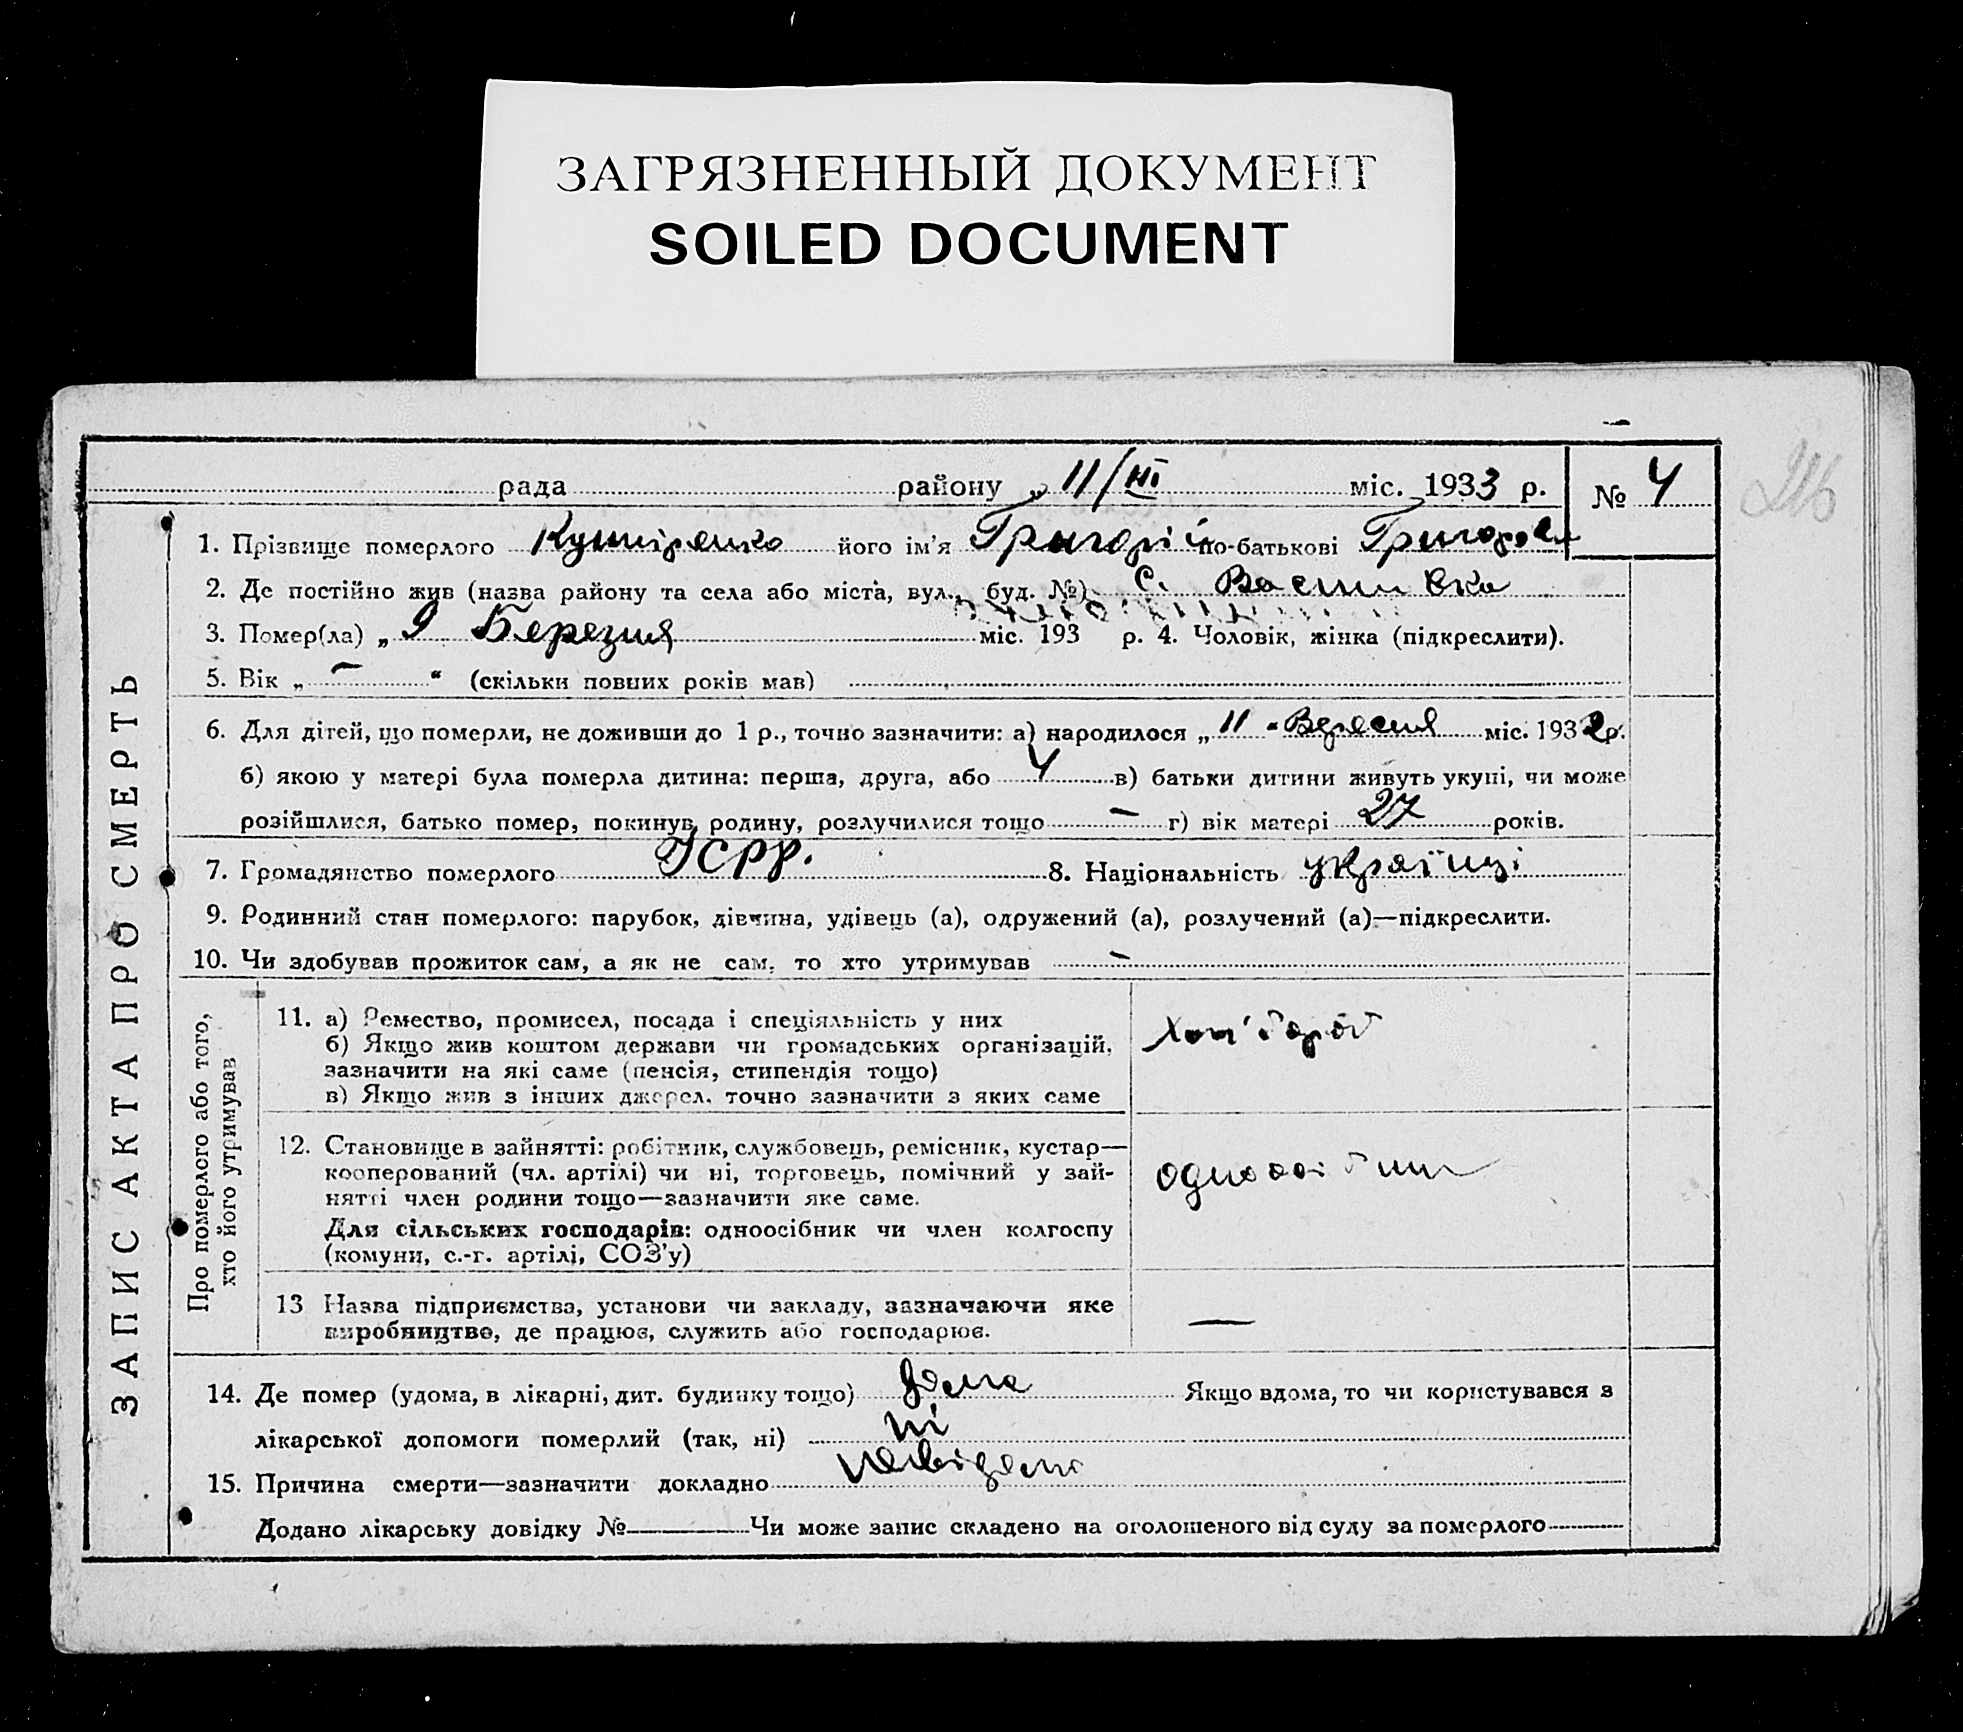 ЗАГРЯЗНЕННЫЙ ДОКУМЕНТ
SOILED DOCUMENT
рада району „ 11/III міс. 1933 р. № 4
ЗАПИС АКТА ПРО СМЕРТЬ
1. Прізвище померлого Кушніренко його ім'я Григорій по-батькові
2. Де постійно жив (назва району та села або міста, вул., буд. №) с.
3. Помер(ла) „ 9 Березня міс. 193 р. 4. Чоловік, жінка (підкреслити).
5. Вік „ — “ (скільки повних років мав)
6. Для дітей, що померли, не доживши до 1 р., точно зазначити: а) народилося „ 11 “ Вересня міс. 1932 р.
б) якою у матері була померла дитина: перша, друга, або 4 в) батьки дитини живуть укупі, чи може
розійшлися, батько помер, покинув родину, розлучилися тощо — г) вік матері 27 років.
7. Громадянство померлого УСРР. 8. Національність україні
9. Родинний стан померлого: парубок, дівчина, удівець (а), одружений (а), розлучений (а)—підкреслити.
10. Чи здобував прожиток сам, а як не сам, то хто утримував —
Про померлого або того,
хто його утримував
11. а) Ремество, промисел, посада і спеціяльність у них
б) Якщо жив коштом держави чи громадських організацій,
зазначити на які саме (пенсія, стипендія тощо)
в) Якщо жив з інших джерел, точно зазначити з яких саме
12. Становище в зайнятті: робітник, службовець, ремісник, кустар—
кооперований (чл. артілі) чи ні, торговець, помічний у зай-
нятті член родини тощо—зазначити яке саме.
Для сільських господарів: одноосібник чи член колгоспу
(комуни, с.-г. артілі, СОЗ'у)
13 Назва підприємства, установи чи закладу, зазначаючи яке
виробництво, де працює, служить або господарює.
—
14. Де помер (удома, в лікарні, дит. будинку тощо) дома Якщо вдома, то чи користувався з
лікарської допомоги померлий (так, ні) ні
15. Причина смерти—зазначити докладно невідомо
Додано лікарську довідку № Чи може запис складено на оголошеного від суду за померлого